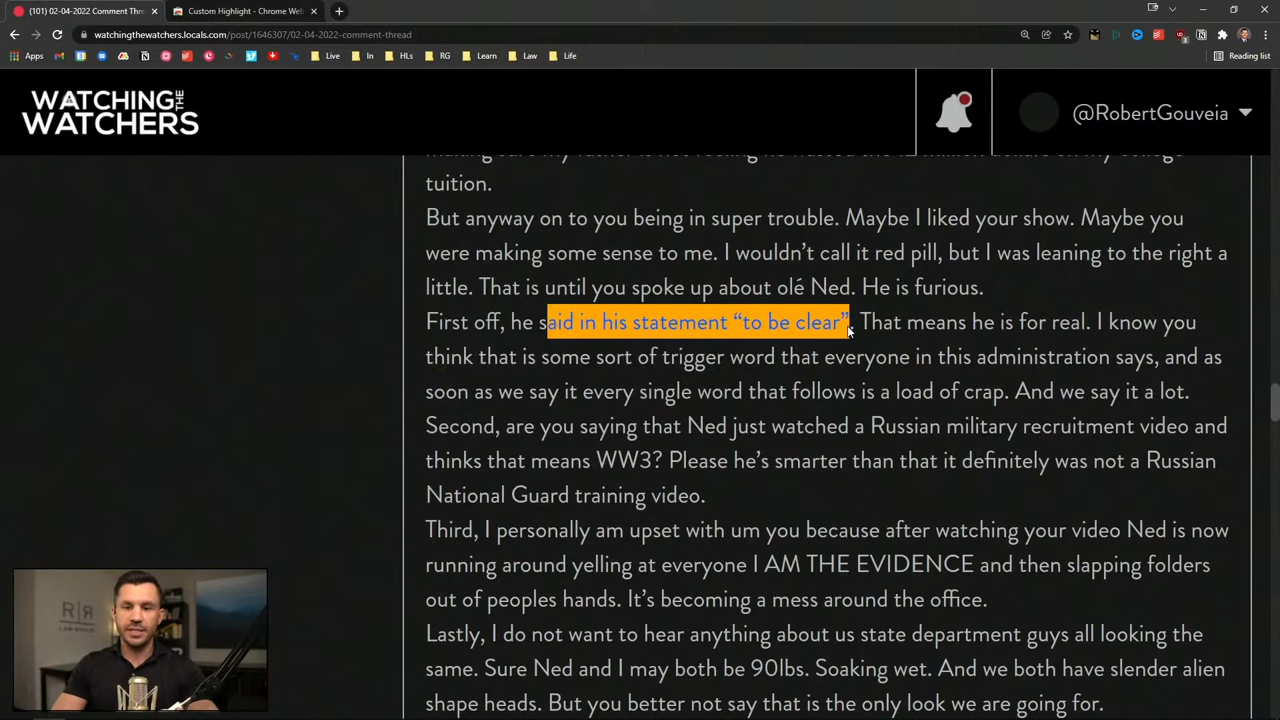 (101) 02-04-2022 Comment Thre
Custom Highlight - Chrome Web
watchingthewatchers.locals.com/post/1646307/02-04-2022-comment-thread
Apps
Live
In
HLs
RG
Learn
Law
Life
Reading list
WATCHING THE
WATCHERS
@RobertGouveia
tuition.
But anyway on to you being in super trouble. Maybe I liked your show. Maybe you
were making some sense to me. I wouldn't call it red pill, but I was leaning to the right a
little. That is until you spoke up about olé Ned. He is furious.
First off, he said in his statement “to be clear”. That means he is for real. I know you
think that is some sort of trigger word that everyone in this administration says, and as
soon as we say it every single word that follows is a load of crap. And we say it a lot.
Second, are you saying that Ned just watched a Russian military recruitment video and
thinks that means WW3? Please he's smarter than that it definitely was not a Russian
National Guard training video.
Third, I personally am upset with um you because after watching your video Ned is now
running around yelling at everyone I AM THE EVIDENCE and then slapping folders
out of peoples hands. It's becoming a mess around the office.
Lastly, I do not want to hear anything about us state department guys all looking the
same. Sure Ned and I may both be 90lbs. Soaking wet. And we both have slender alien
shape heads. But you better not say that is the only look we are going for.
R|R